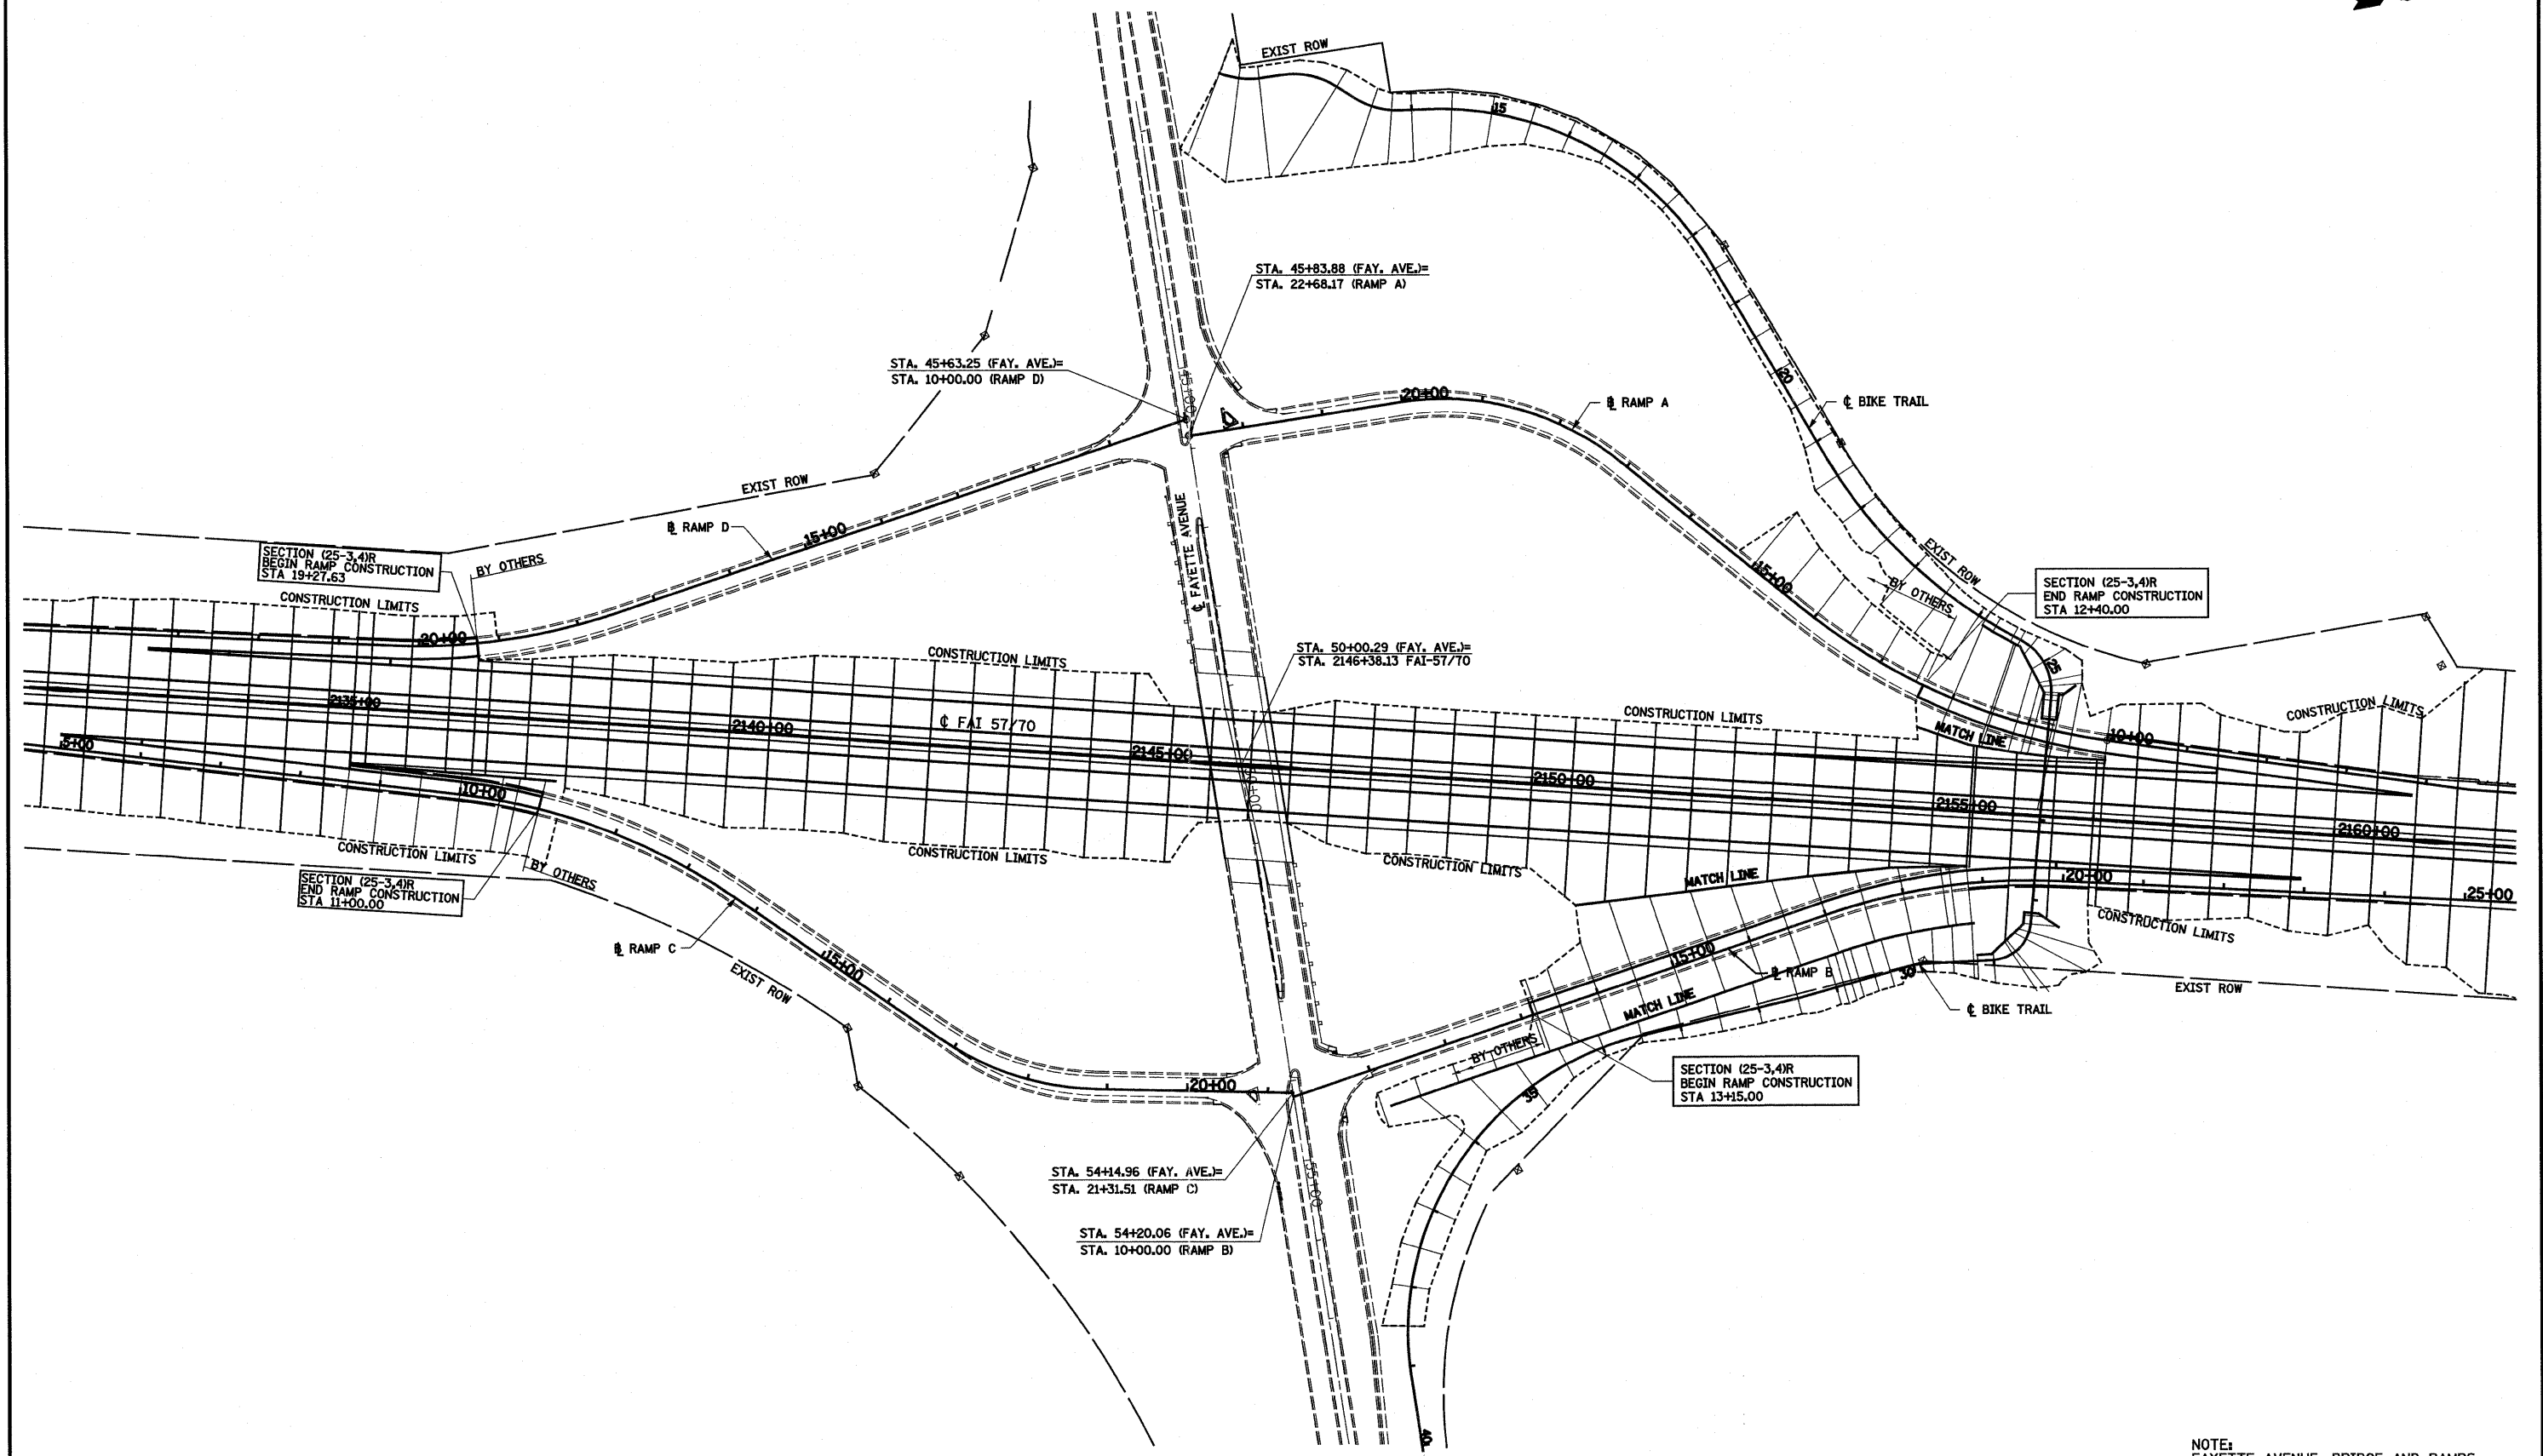 EXIST ROW
15
STA. 45+83.88 (FAY. AVE.)=
STA. 22+68.17 (RAMP A)
STA. 45+63.25 (FAY. AVE.)=
STA. 10+00.00 (RAMP D)
20+00
℄ RAMP A
20
℄ BIKE TRAIL
EXIST ROW
℄ RAMP D
15+00
℄ FAYETTE AVENUE
SECTION (25-3,4)R
BEGIN RAMP CONSTRUCTION
STA 19+27.63
BY OTHERS
CONSTRUCTION LIMITS
20+00
15+00
EXIST ROW
BY OTHERS
SECTION (25-3,4)R
END RAMP CONSTRUCTION
STA 12+40.00
25
STA. 50+00.29 (FAY. AVE.)=
STA. 2146+38.13 FAI-57/70
CONSTRUCTION LIMITS
CONSTRUCTION LIMITS
CONSTRUCTION LIMITS
MATCH LINE
10+00
2135+00
2140+00
℄ FAI 57/70
2145+00
2150+00
2155+00
2160+00
5+00
10+00
CONSTRUCTION LIMITS
CONSTRUCTION LIMITS
CONSTRUCTION LIMITS
MATCH LINE
20+00
25+00
CONSTRUCTION LIMITS
SECTION (25-3,4)R
END RAMP CONSTRUCTION
STA 11+00.00
BY OTHERS
℄ RAMP C
15+00
EXIST ROW
15+00
℄ RAMP B
30
MATCH LINE
℄ BIKE TRAIL
EXIST ROW
BY OTHERS
SECTION (25-3,4)R
BEGIN RAMP CONSTRUCTION
STA 13+15.00
20+00
35
STA. 54+14.96 (FAY. AVE.)=
STA. 21+31.51 (RAMP C)
55+00
STA. 54+20.06 (FAY. AVE.)=
STA. 10+00.00 (RAMP B)
40
NOTE: